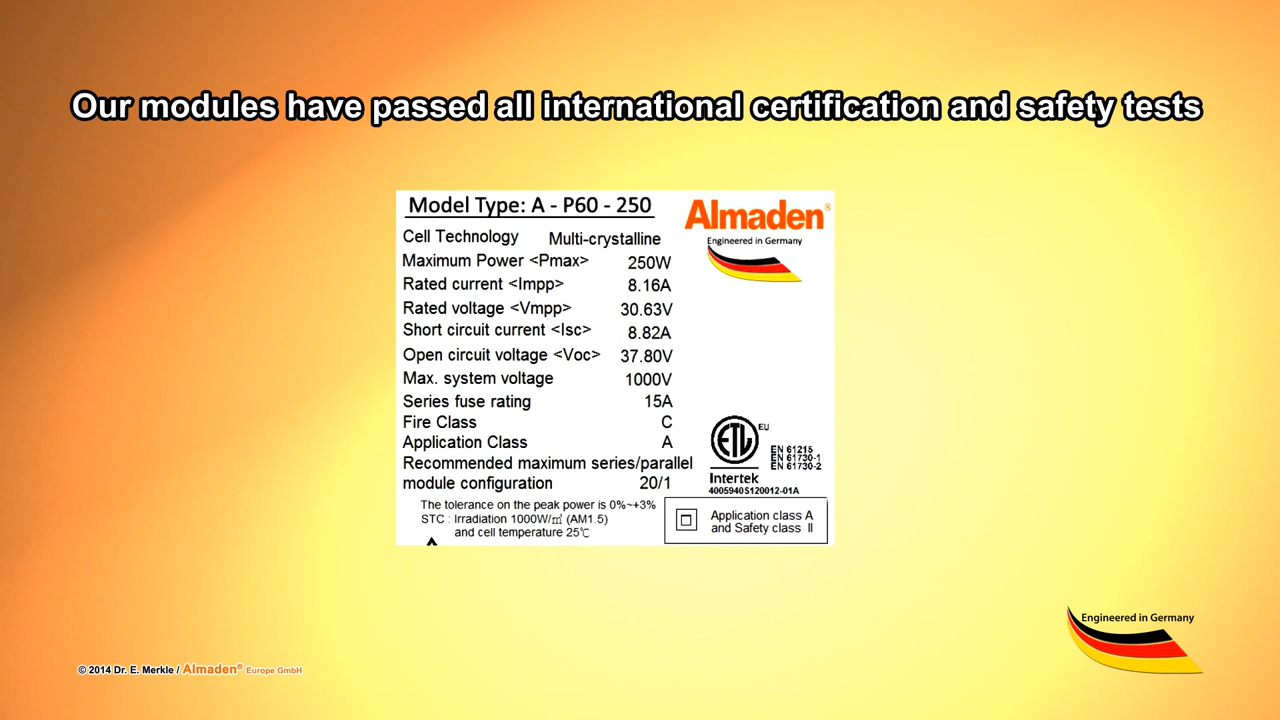 Our modules have passed all international certification and safety tests
Model Type: A - P60 - 250
Almaden®
Engineered in Germany
Cell Technology Multi-crystalline
Maximum Power <Pmax> 250W
Rated current <Impp> 8.16A
Rated voltage <Vmpp> 30.63V
Short circuit current <Isc> 8.82A
Open circuit voltage <Voc> 37.80V
Max. system voltage 1000V
Series fuse rating 15A
Fire Class C
Application Class A
Recommended maximum series/parallel
module configuration 20/1
The tolerance on the peak power is 0%~+3%
STC : Irradiation 1000W/㎡ (AM1.5)
and cell temperature 25℃
ETL EU
Intertek
4005940S120012-01A
EN 61215
EN 61730-1
EN 61730-2
Application class A
and Safety class II
Engineered in Germany
© 2014 Dr. E. Merkle / Almaden® Europe GmbH